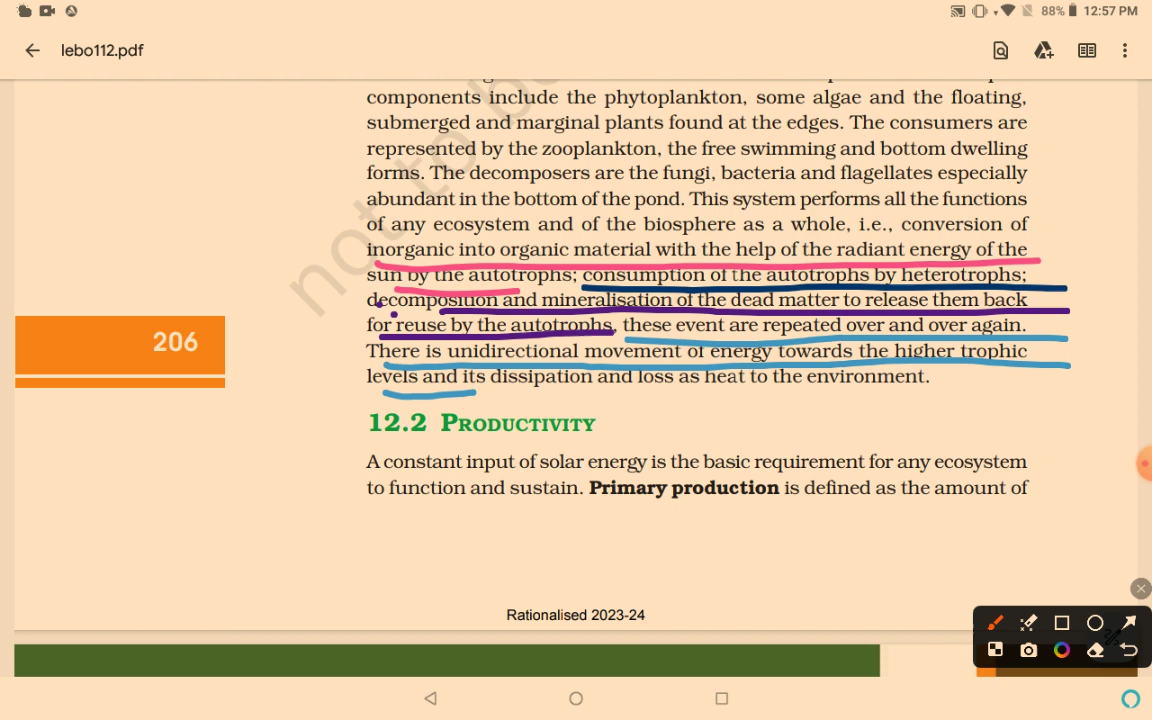 88% 12:57 PM
lebo112.pdf
components include the phytoplankton, some algae and the floating,
submerged and marginal plants found at the edges. The consumers are
represented by the zooplankton, the free swimming and bottom dwelling
forms. The decomposers are the fungi, bacteria and flagellates especially
abundant in the bottom of the pond. This system performs all the functions
of any ecosystem and of the biosphere as a whole, i.e., conversion of
inorganic into organic material with the help of the radiant energy of the
sun by the autotrophs; consumption of the autotrophs by heterotrophs;
decomposition and mineralisation of the dead matter to release them back
for reuse by the autotrophs, these event are repeated over and over again.
There is unidirectional movement of energy towards the higher trophic
levels and its dissipation and loss as heat to the environment.
206
12.2 PRODUCTIVITY
A constant input of solar energy is the basic requirement for any ecosystem
to function and sustain. Primary production is defined as the amount of
Rationalised 2023-24
not to be